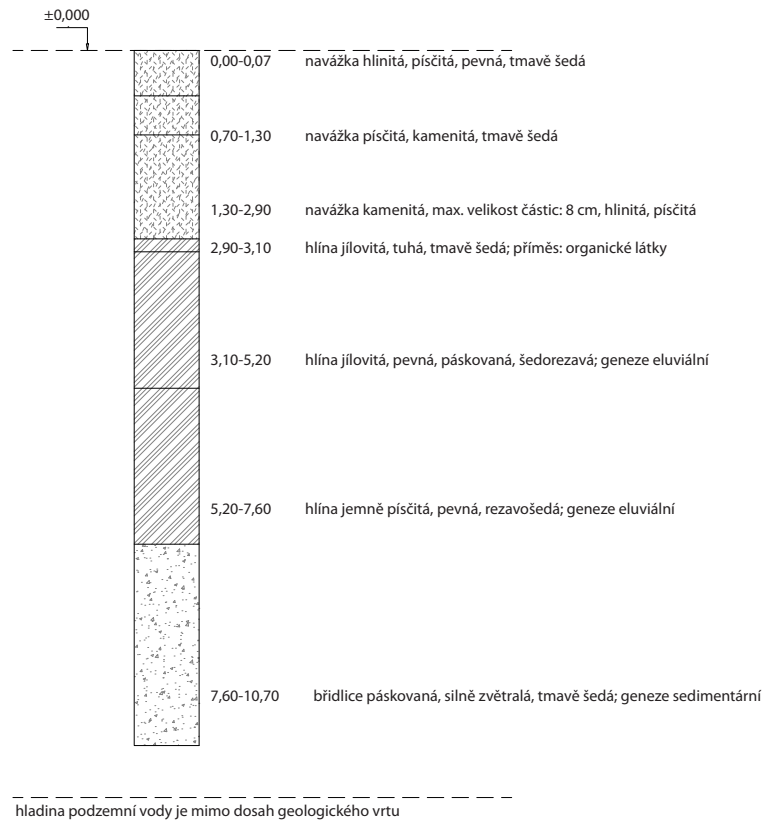 ±0,000
0,00-0,07 navážka hlinitá, písčitá, pevná, tmavě šedá
0,70-1,30 navážka písčitá, kamenitá, tmavě šedá
1,30-2,90 navážka kamenitá, max. velikost částic: 8 cm, hlinitá, písčitá
2,90-3,10 hlína jílovitá, tuhá, tmavě šedá; příměs: organické látky
3,10-5,20 hlína jílovitá, pevná, páskovaná, šedorezavá; geneze eluviální
5,20-7,60 hlína jemně písčitá, pevná, rezavošedá; geneze eluviální
7,60-10,70 břidlice páskovaná, silně zvětralá, tmavě šedá; geneze sedimentární
hladina podzemní vody je mimo dosah geologického vrtu